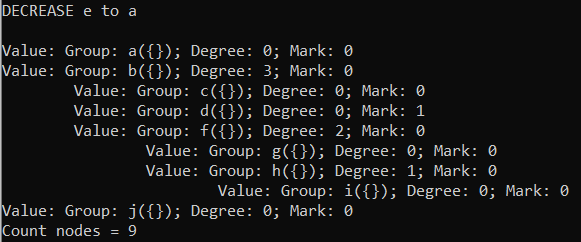 DECREASE e to a
Value: Group: a({}); Degree: 0; Mark: 0
Value: Group: b({}); Degree: 3; Mark: 0
Value: Group: c({}); Degree: 0; Mark: 0
Value: Group: d({}); Degree: 0; Mark: 1
Value: Group: f({}); Degree: 2; Mark: 0
Value: Group: g({}); Degree: 0; Mark: 0
Value: Group: h({}); Degree: 1; Mark: 0
Value: Group: i({}); Degree: 0; Mark: 0
Value: Group: j({}); Degree: 0; Mark: 0
Count nodes = 9